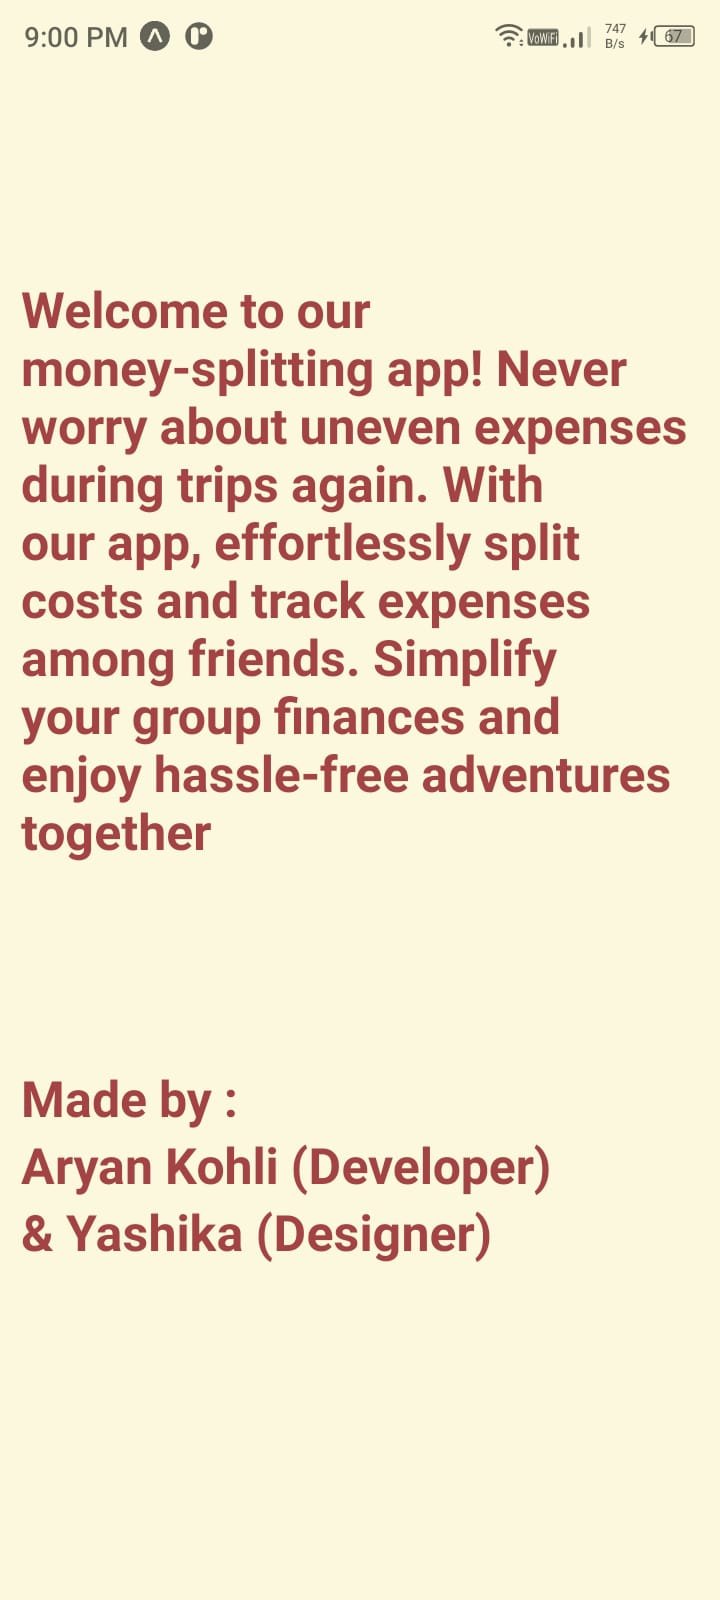 9:00 PM
VoWiFi
747
B/s
67
Welcome to our
money-splitting app! Never
worry about uneven expenses
during trips again. With
our app, effortlessly split
costs and track expenses
among friends. Simplify
your group finances and
enjoy hassle-free adventures
together
Made by :
Aryan Kohli (Developer)
& Yashika (Designer)